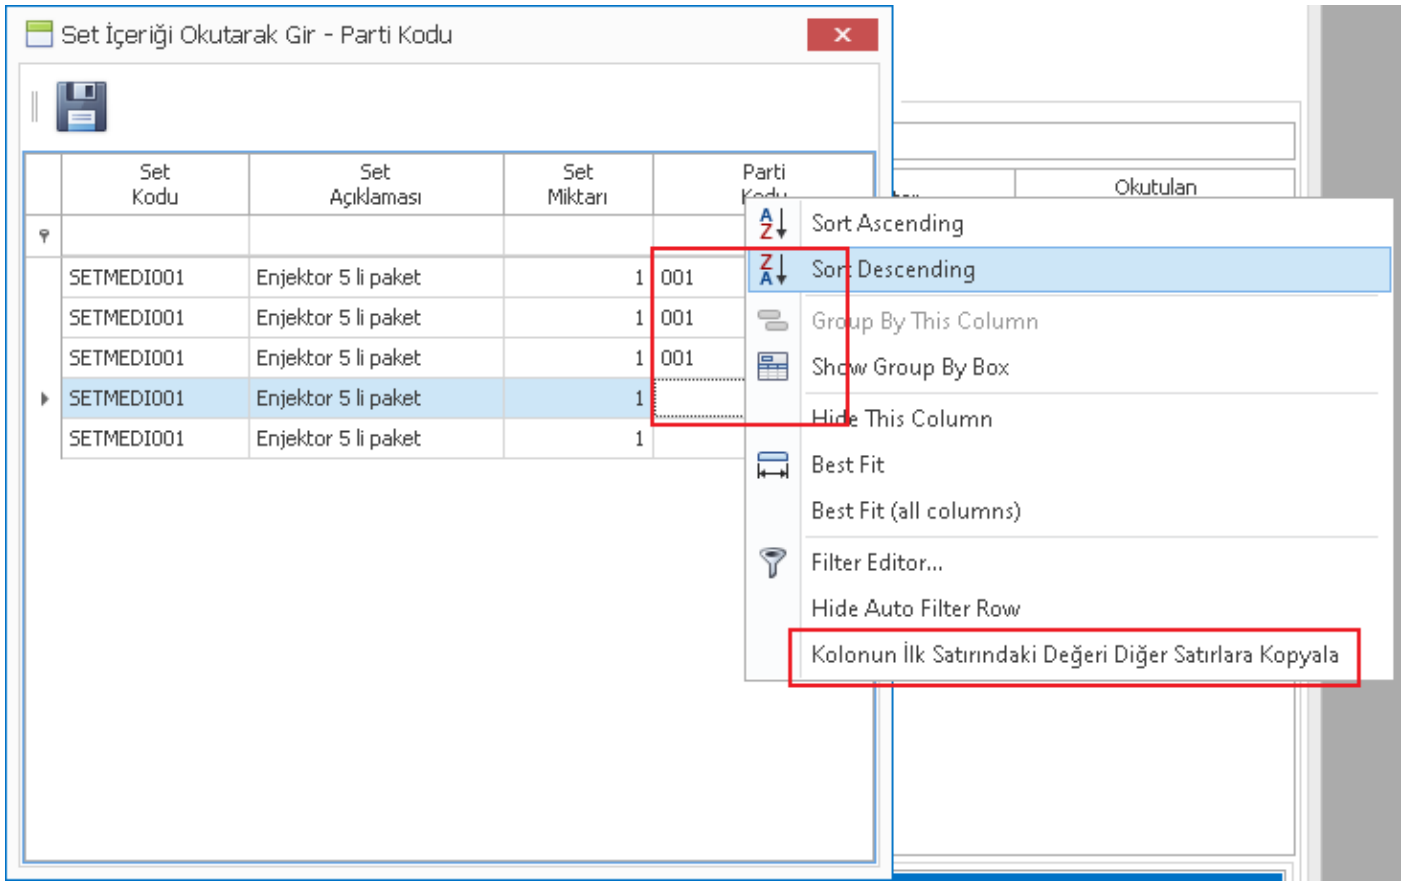 Set İçeriği Okutarak Gir - Parti Kodu
Set Kodu
Set Açıklaması
Set Miktarı
Parti Kodu
Okutulan
SETMEDI001 Enjektor 5 li paket 1 001
SETMEDI001 Enjektor 5 li paket 1 001
SETMEDI001 Enjektor 5 li paket 1 001
SETMEDI001 Enjektor 5 li paket 1
SETMEDI001 Enjektor 5 li paket 1
Sort Ascending
Sort Descending
Group By This Column
Show Group By Box
Hide This Column
Best Fit
Best Fit (all columns)
Filter Editor...
Hide Auto Filter Row
Kolonun İlk Satırındaki Değeri Diğer Satırlara Kopyala